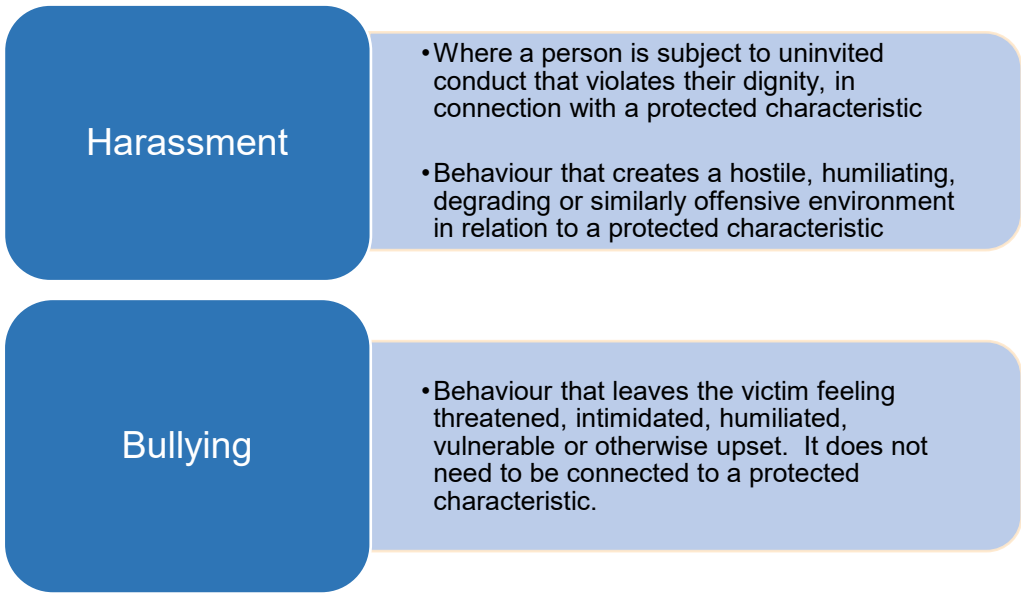 Harassment
•Where a person is subject to uninvited
conduct that violates their dignity, in
connection with a protected characteristic
•Behaviour that creates a hostile, humiliating,
degrading or similarly offensive environment
in relation to a protected characteristic
Bullying
•Behaviour that leaves the victim feeling
threatened, intimidated, humiliated,
vulnerable or otherwise upset.  It does not
need to be connected to a protected
characteristic.